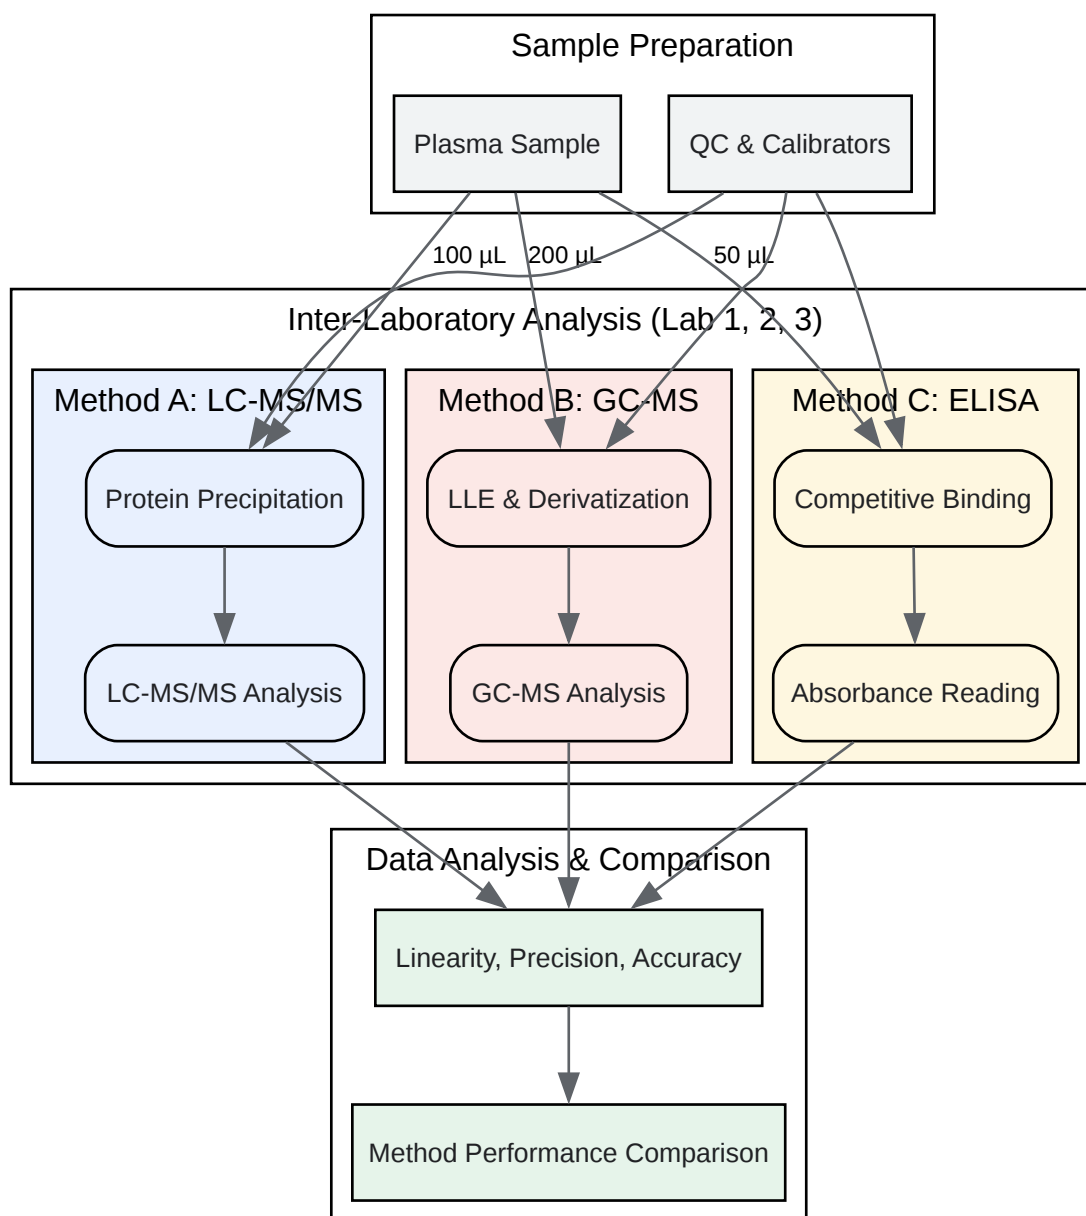 Sample Preparation
Plasma Sample
QC & Calibrators
100 µL
200 µL
50 µL
Inter-Laboratory Analysis (Lab 1, 2, 3)
Method A: LC-MS/MS
Method B: GC-MS
Method C: ELISA
Protein Precipitation
LLE & Derivatization
Competitive Binding
LC-MS/MS Analysis
GC-MS Analysis
Absorbance Reading
Data Analysis & Comparison
Linearity, Precision, Accuracy
Method Performance Comparison